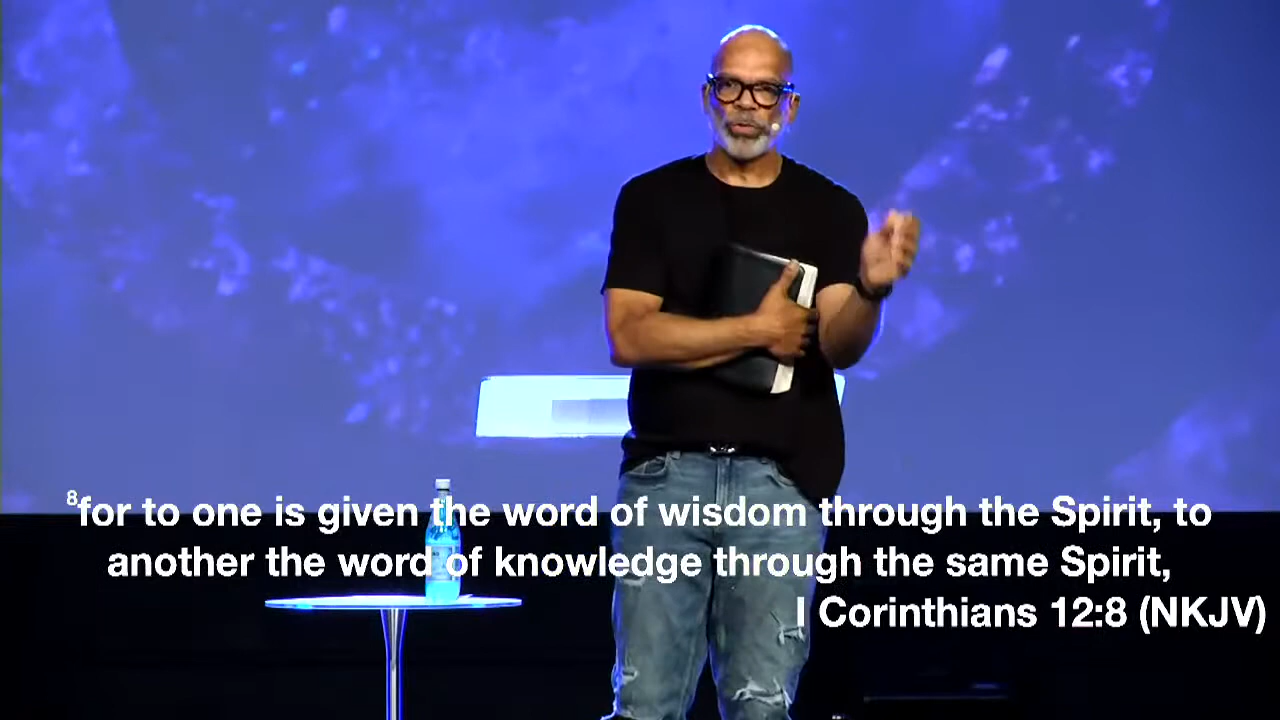 ⁸for to one is given the word of wisdom through the Spirit, to
another the word of knowledge through the same Spirit,
I Corinthians 12:8 (NKJV)